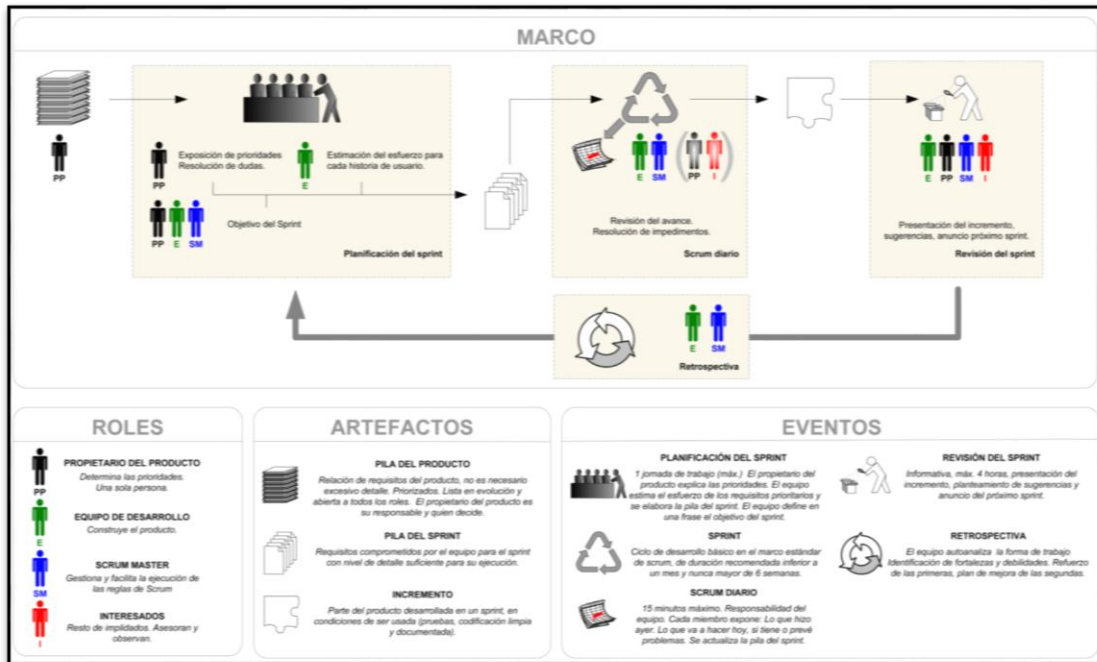 MARCO
PP
PP
Exposición de prioridades
Resolución de dudas.
E
Estimación del esfuerzo para
cada historia de usuario.
PP
E
SM
Objetivo del Sprint
Planificación del sprint
E
SM
PP
I
Revisión del avance.
Resolución de impedimentos.
Scrum diario
E
PP
SM
I
Presentación del incremento,
sugerencias, anuncio próximo sprint.
Revisión del sprint
E
SM
Retrospectiva
ROLES
PP
PROPIETARIO DEL PRODUCTO
Determina las prioridades.
Una sola persona.
E
EQUIPO DE DESARROLLO
Construye el producto.
SM
SCRUM MASTER
Gestiona y facilita la ejecución de
las reglas de Scrum
I
INTERESADOS
Resto de implidados. Asesoran y
observan.
ARTEFACTOS
PILA DEL PRODUCTO
Relación de requisitos del producto, no es necesario
excesivo detalle. Priorizados. Lista en evolución y
abierta a todos los roles. El propietario del producto es
su responsable y quien decide.
PILA DEL SPRINT
Requisitos comprometidos por el equipo para el sprint
con nivel de detalle suficiente para su ejecución.
INCREMENTO
Parte del producto desarrollada en un sprint, en
condiciones de ser usada (pruebas, codificación limpia
y documentada).
EVENTOS
PLANIFICACIÓN DEL SPRINT
1 jornada de trabajo (máx.) El propietario del
producto explica las prioridades. El equipo
estima el esfuerzo de los requisitos prioritarios y
se elabora la pila del sprint. El equipo define en
una frase el objetivo del sprint.
SPRINT
Ciclo de desarrollo básico en el marco estándar
de scrum, de duración recomendada inferior a
un mes y nunca mayor de 6 semanas.
SCRUM DIARIO
15 minutos máximo. Responsabilidad del
equipo. Cada miembro expone: Lo que hizo
ayer. Lo que va a hacer hoy, si tiene o prevé
problemas. Se actualiza la pila del sprint.
REVISIÓN DEL SPRINT
Informativa, máx. 4 horas, presentación del
incremento, planteamiento de sugerencias y
anuncio del próximo sprint.
RETROSPECTIVA
El equipo autoanaliza la forma de trabajo
Identificación de fortalezas y debilidades. Refuerzo
de las primeras, plan de mejora de las segundas.